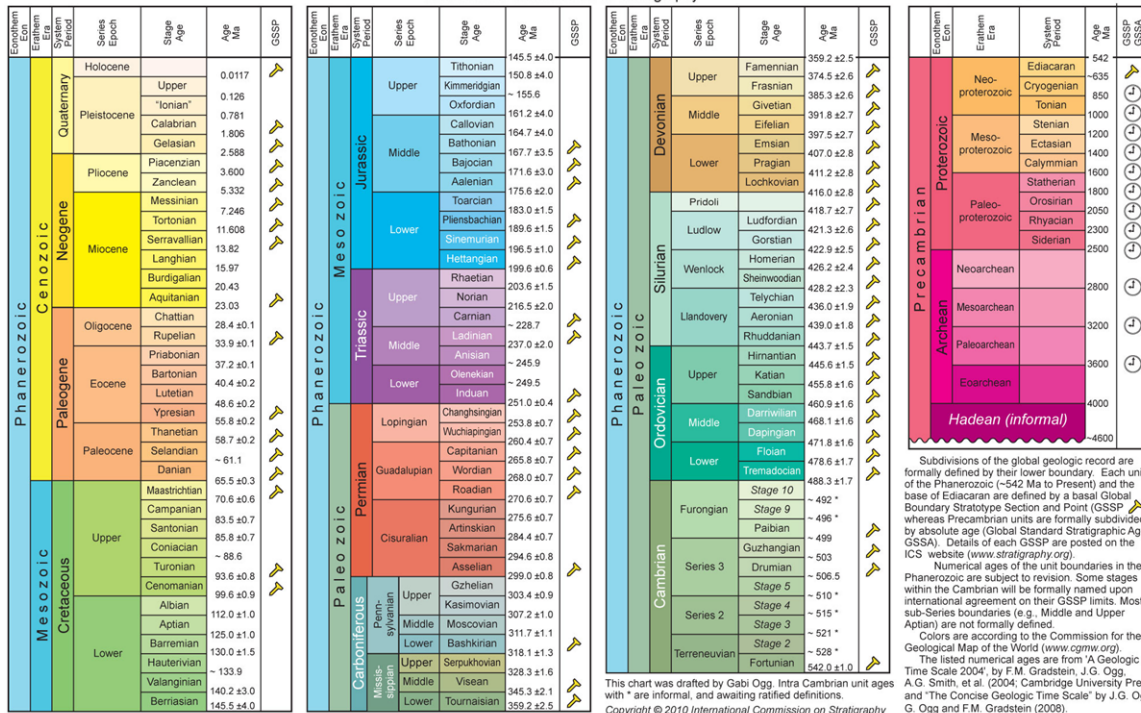 Eonothem Eon
Erathem Era
System Period
Series Epoch
Stage Age
Age Ma
GSSP
Phanerozoic
Cenozoic
Mesozoic
Quaternary
Neogene
Paleogene
Cretaceous
Holocene
Pleistocene
Pliocene
Miocene
Oligocene
Eocene
Paleocene
Upper
Lower
Upper
"Ionian"
Calabrian
Gelasian
Piacenzian
Zanclean
Messinian
Tortonian
Serravallian
Langhian
Burdigalian
Aquitanian
Chattian
Rupelian
Priabonian
Bartonian
Lutetian
Ypresian
Thanetian
Selandian
Danian
Maastrichtian
Campanian
Santonian
Coniacian
Turonian
Cenomanian
Albian
Aptian
Barremian
Hauterivian
Valanginian
Berriasian
0.0117
0.126
0.781
1.806
2.588
3.600
5.332
7.246
11.608
13.82
15.97
20.43
23.03
28.4 ±0.1
33.9 ±0.1
37.2 ±0.1
40.4 ±0.2
48.6 ±0.2
55.8 ±0.2
58.7 ±0.2
~ 61.1
65.5 ±0.3
70.6 ±0.6
83.5 ±0.7
85.8 ±0.7
~ 88.6
93.6 ±0.8
99.6 ±0.9
112.0 ±1.0
125.0 ±1.0
130.0 ±1.5
~ 133.9
140.2 ±3.0
145.5 ±4.0
Eonothem Eon
Erathem Era
System Period
Series Epoch
Stage Age
Age Ma
GSSP
Phanerozoic
Mesozoic
Paleozoic
Jurassic
Triassic
Permian
Carboniferous
Penn-
sylvanian
Missis-
sippian
Upper
Middle
Lower
Upper
Middle
Lower
Lopingian
Guadalupian
Cisuralian
Upper
Middle
Lower
Upper
Middle
Lower
Tithonian
Kimmeridgian
Oxfordian
Callovian
Bathonian
Bajocian
Aalenian
Toarcian
Pliensbachian
Sinemurian
Hettangian
Rhaetian
Norian
Carnian
Ladinian
Anisian
Olenekian
Induan
Changhsingian
Wuchiapingian
Capitanian
Wordian
Roadian
Kungurian
Artinskian
Sakmarian
Asselian
Gzhelian
Kasimovian
Moscovian
Bashkirian
Serpukhovian
Visean
Tournaisian
145.5 ±4.0
150.8 ±4.0
~ 155.6
161.2 ±4.0
164.7 ±4.0
167.7 ±3.5
171.6 ±3.0
175.6 ±2.0
183.0 ±1.5
189.6 ±1.5
196.5 ±1.0
199.6 ±0.6
203.6 ±1.5
216.5 ±2.0
~ 228.7
237.0 ±2.0
~ 245.9
~ 249.5
251.0 ±0.4
253.8 ±0.7
260.4 ±0.7
265.8 ±0.7
268.0 ±0.7
270.6 ±0.7
275.6 ±0.7
284.4 ±0.7
294.6 ±0.8
299.0 ±0.8
303.4 ±0.9
307.2 ±1.0
311.7 ±1.1
318.1 ±1.3
328.3 ±1.6
345.3 ±2.1
359.2 ±2.5
Eonothem Eon
Erathem Era
System Period
Series Epoch
Stage Age
Age Ma
GSSP
Phanerozoic
Paleozoic
Devonian
Silurian
Ordovician
Cambrian
Upper
Middle
Lower
Pridoli
Ludlow
Wenlock
Llandovery
Upper
Middle
Lower
Furongian
Series 3
Series 2
Terreneuvian
Famennian
Frasnian
Givetian
Eifelian
Emsian
Pragian
Lochkovian
Ludfordian
Gorstian
Homerian
Sheinwoodian
Telychian
Aeronian
Rhuddanian
Hirnantian
Katian
Sandbian
Darriwilian
Dapingian
Floian
Tremadocian
Stage 10
Stage 9
Paibian
Guzhangian
Drumian
Stage 5
Stage 4
Stage 3
Stage 2
Fortunian
359.2 ±2.5
374.5 ±2.6
385.3 ±2.6
391.8 ±2.7
397.5 ±2.7
407.0 ±2.8
411.2 ±2.8
416.0 ±2.8
418.7 ±2.7
421.3 ±2.6
422.9 ±2.5
426.2 ±2.4
428.2 ±2.3
436.0 ±1.9
439.0 ±1.8
443.7 ±1.5
445.6 ±1.5
455.8 ±1.6
460.9 ±1.6
468.1 ±1.6
471.8 ±1.6
478.6 ±1.7
488.3 ±1.7
~ 492 *
~ 496 *
~ 499
~ 503
~ 506.5
~ 510 *
~ 515 *
~ 521 *
~ 528 *
542.0 ±1.0
This chart was drafted by Gabi Ogg. Intra Cambrian unit ages
with * are informal, and awaiting ratified definitions.
Copyright © 2010 International Commission on Stratigraphy
Eonothem Eon
Erathem Era
System Period
Age Ma
GSSP GSSA
Precambrian
Proterozoic
Archean
Neo-
proterozoic
Meso-
proterozoic
Paleo-
proterozoic
Neoarchean
Mesoarchean
Paleoarchean
Eoarchean
Hadean (informal)
Ediacaran
Cryogenian
Tonian
Stenian
Ectasian
Calymmian
Statherian
Orosirian
Rhyacian
Siderian
542
~635
850
1000
1200
1400
1600
1800
2050
2300
2500
2800
3200
3600
4000
~4600
Subdivisions of the global geologic record are
formally defined by their lower boundary. Each uni
of the Phanerozoic (~542 Ma to Present) and the
base of Ediacaran are defined by a basal Global
Boundary Stratotype Section and Point (GSSP
whereas Precambrian units are formally subdivided
by absolute age (Global Standard Stratigraphic Ag
GSSA). Details of each GSSP are posted on the
ICS website (www.stratigraphy.org).
Numerical ages of the unit boundaries in the
Phanerozoic are subject to revision. Some stages
within the Cambrian will be formally named upon
international agreement on their GSSP limits. Most
sub-Series boundaries (e.g., Middle and Upper
Aptian) are not formally defined.
Colors are according to the Commission for the
Geological Map of the World (www.cgmw.org).
The listed numerical ages are from 'A Geologic
Time Scale 2004', by F.M. Gradstein, J.G. Ogg,
A.G. Smith, et al. (2004; Cambridge University Pre
and "The Concise Geologic Time Scale" by J.G. O
G. Ogg and F.M. Gradstein (2008).